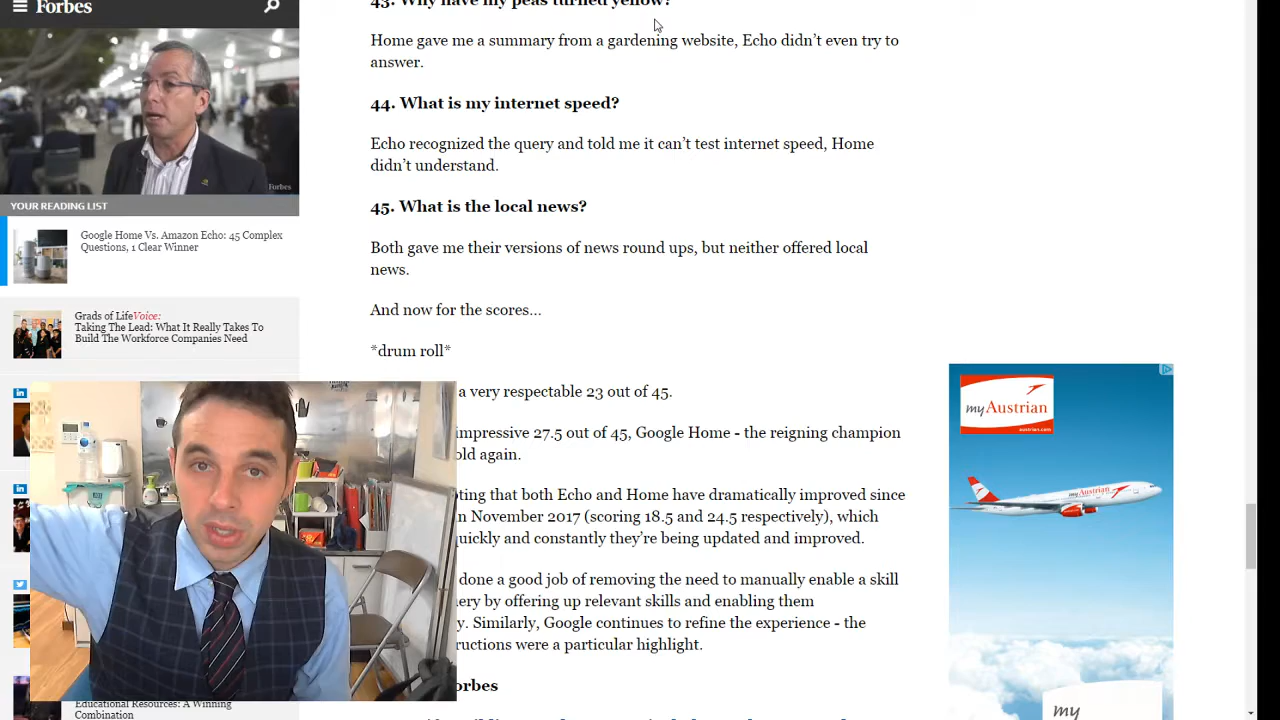 Forbes
43. Why have my peas turned yellow?
Home gave me a summary from a gardening website, Echo didn't even try to
answer.
44. What is my internet speed?
Echo recognized the query and told me it can't test internet speed, Home
didn't understand.
45. What is the local news?
Both gave me their versions of news round ups, but neither offered local
news.
And now for the scores…
*drum roll*
a very respectable 23 out of 45.
impressive 27.5 out of 45, Google Home - the reigning champion
old again.
oting that both Echo and Home have dramatically improved since
n November 2017 (scoring 18.5 and 24.5 respectively), which
quickly and constantly they're being updated and improved.
done a good job of removing the need to manually enable a skill
ery by offering up relevant skills and enabling them
y. Similarly, Google continues to refine the experience - the
ructions were a particular highlight.
orbes
Forbes
YOUR READING LIST
Google Home Vs. Amazon Echo: 45 Complex
Questions, 1 Clear Winner
Grads of LifeVoice:
Taking The Lead: What It Really Takes To
Build The Workforce Companies Need
in
in
Educational Resources: A Winning
Combination
myAustrian
austrian.com
myAustrian
my